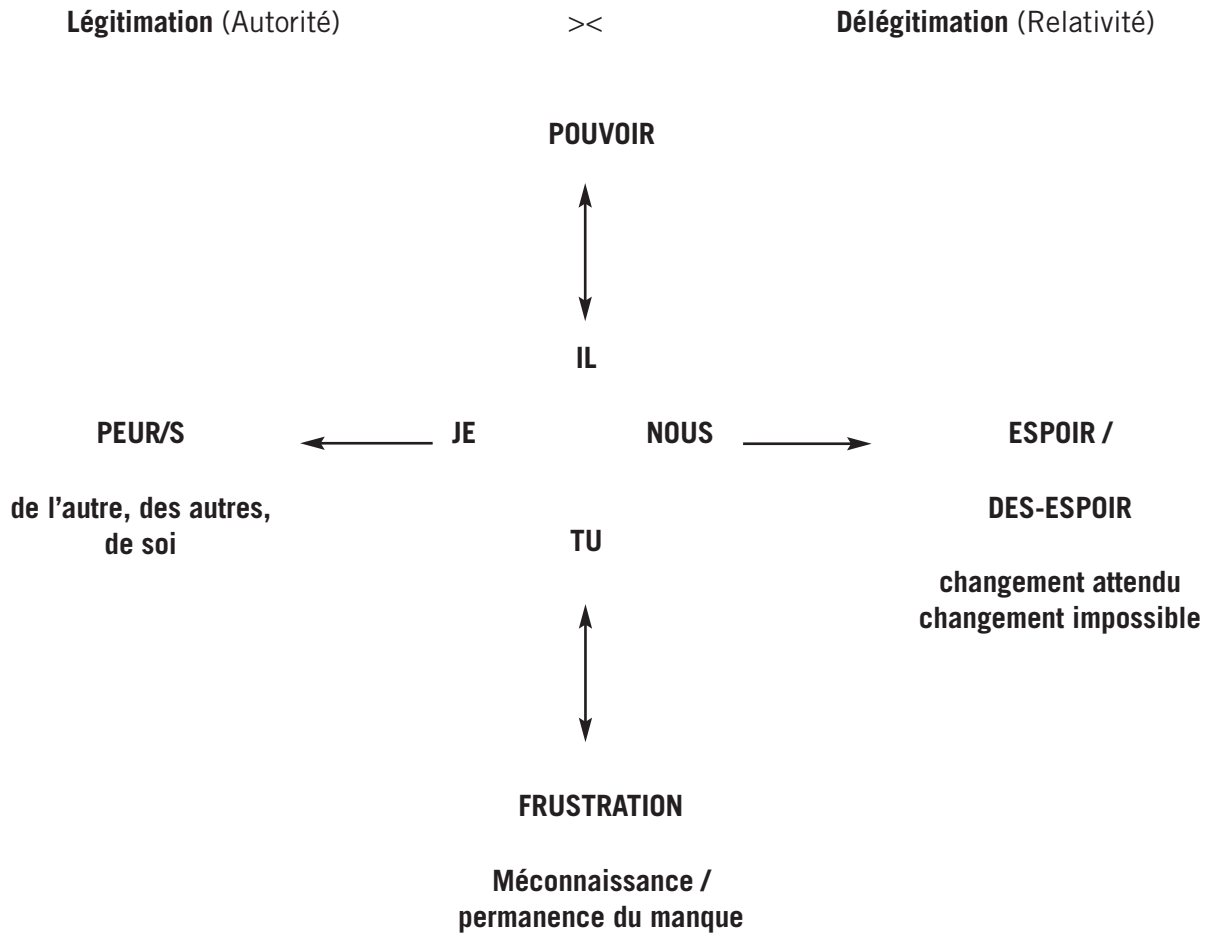 Légitimation (Autorité) >< Délégitimation (Relativité)
POUVOIR
IL
PEUR/S JE NOUS ESPOIR /
de l'autre, des autres,
de soi
DES-ESPOIR
TU
changement attendu
changement impossible
FRUSTRATION
Méconnaissance /
permanence du manque